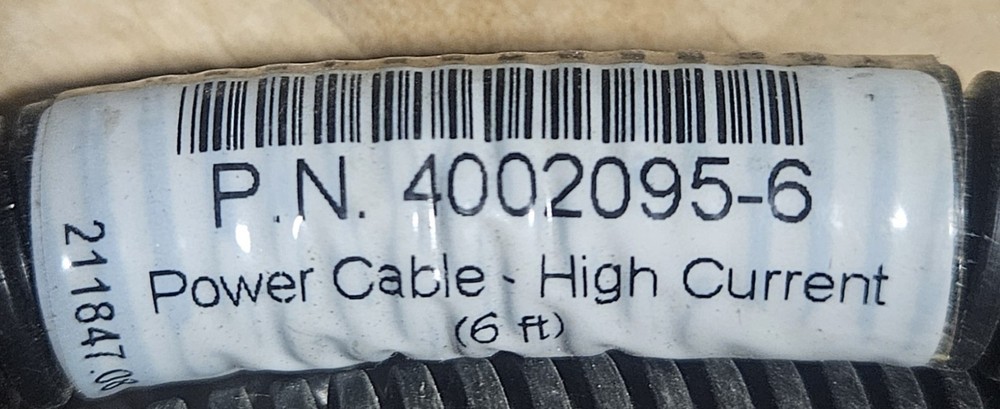 P.N. 4002095-6
Power Cable - High Current
(6 ft)
211847.08